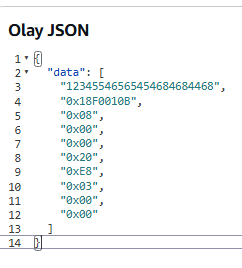 Olay JSON
1 {
2 "data": [
3 "12345546565454684684468",
4 "0x18F0010B",
5 "0x08",
6 "0x00",
7 "0x00",
8 "0x20",
9 "0xE8",
10 "0x03",
11 "0x00",
12 "0x00"
13 ]
14 }